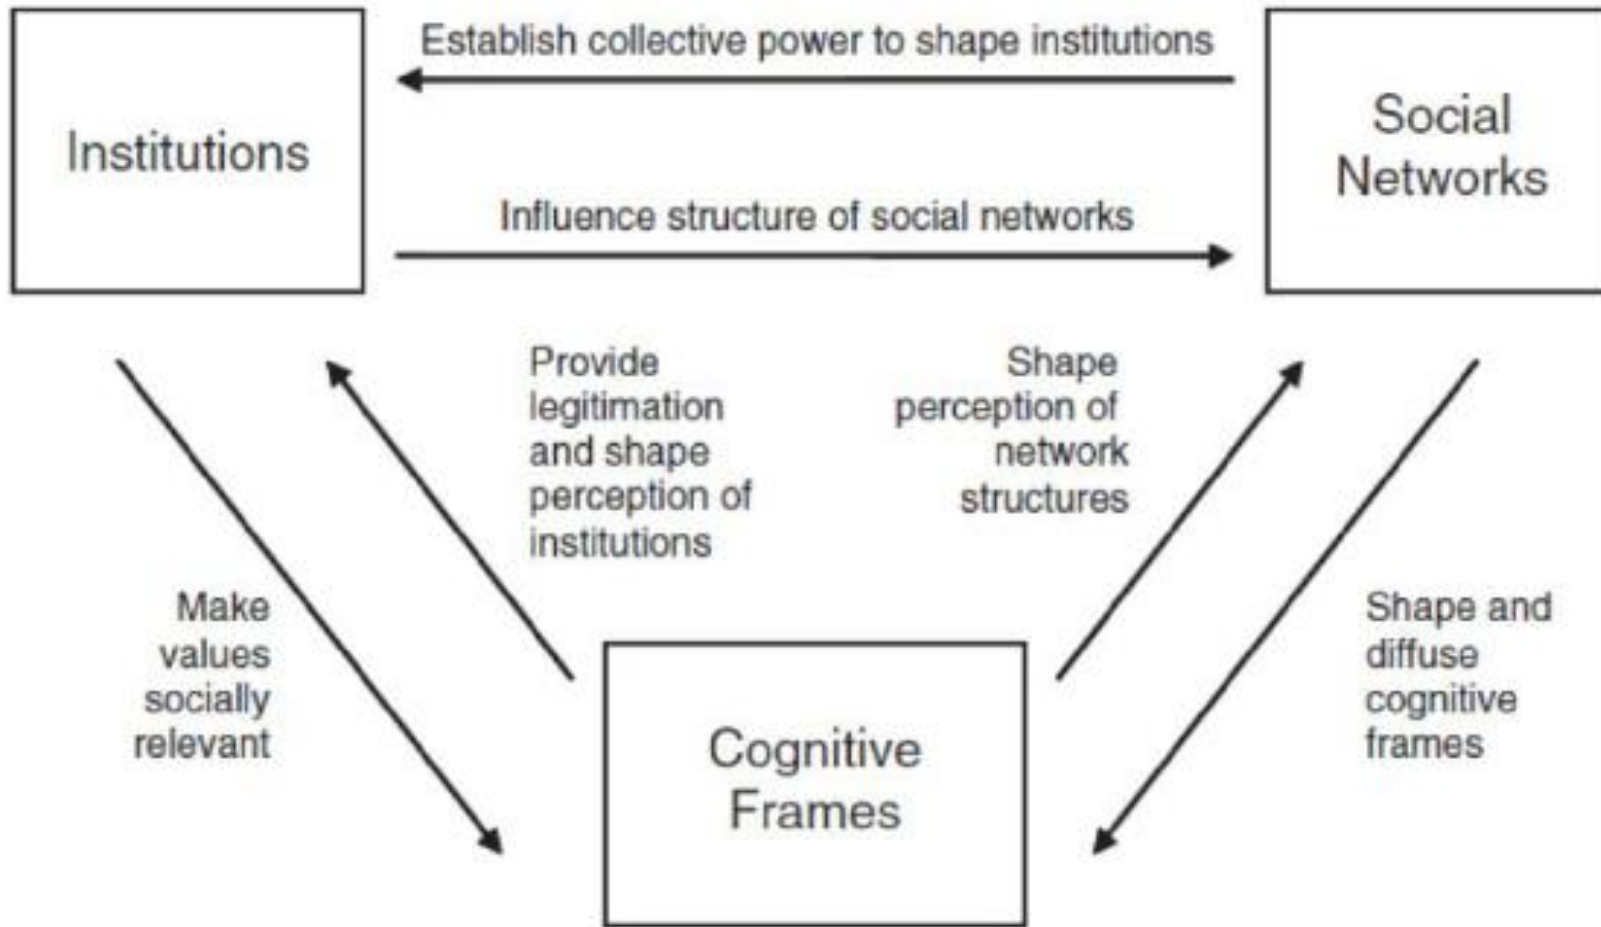 Establish collective power to shape institutions
Institutions
Social
Networks
Influence structure of social networks
Provide
legitimation
and shape
perception of
institutions
Shape
perception of
network
structures
Make
values
socially
relevant
Shape and
diffuse
cognitive
frames
Cognitive
Frames